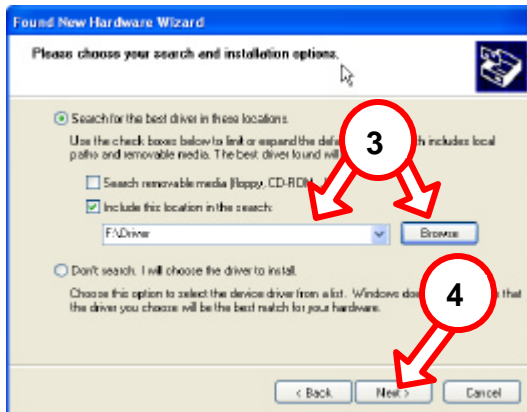 Found New Hardware Wizard
Please choose your search and installation options.
Search for the best driver in these locations.
Use the check boxes below to limit or expand the defa h includes local
paths and removable media. The best driver found will
Search removable media (floppy, CD-ROM
Include this location in the search:
3
F:\Driver
Browse
Don't search. I will choose the driver to install.
Choose this option to select the device driver from a list. Windows doe that
the driver you choose will be the best match for your hardware.
4
< Back Next > Cancel